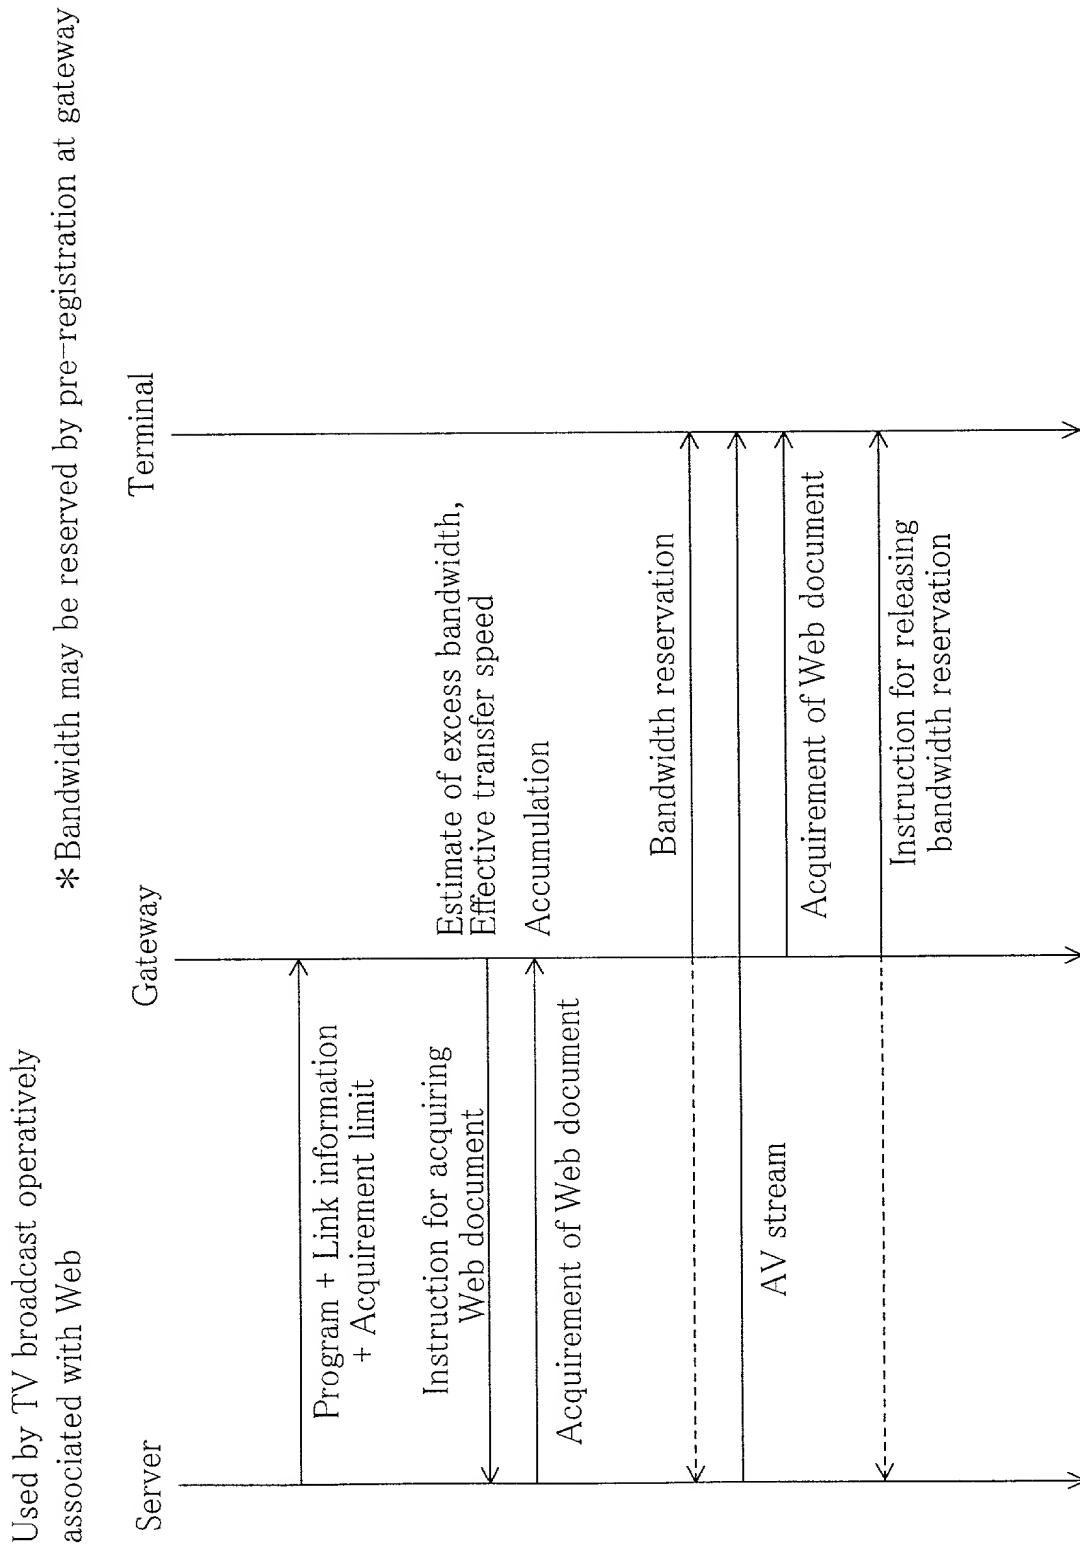 Used by TV broadcast operatively
associated with Web
*Bandwidth may be reserved by pre-registration at gateway
Server
Gateway
Terminal
Program + Link information
+ Acquirement limit
Instruction for acquiring
Web document
Estimate of excess bandwidth,
Effective transfer speed
Acquirement of Web document
Accumulation
Bandwidth reservation
AV stream
Acquirement of Web document
Instruction for releasing
bandwidth reservation